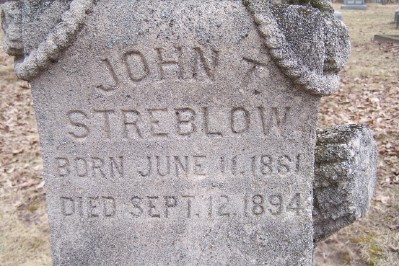 JOHN
STREBLOW
BORN JUNE 11. 1861
DIED SEPT. 12. 1894